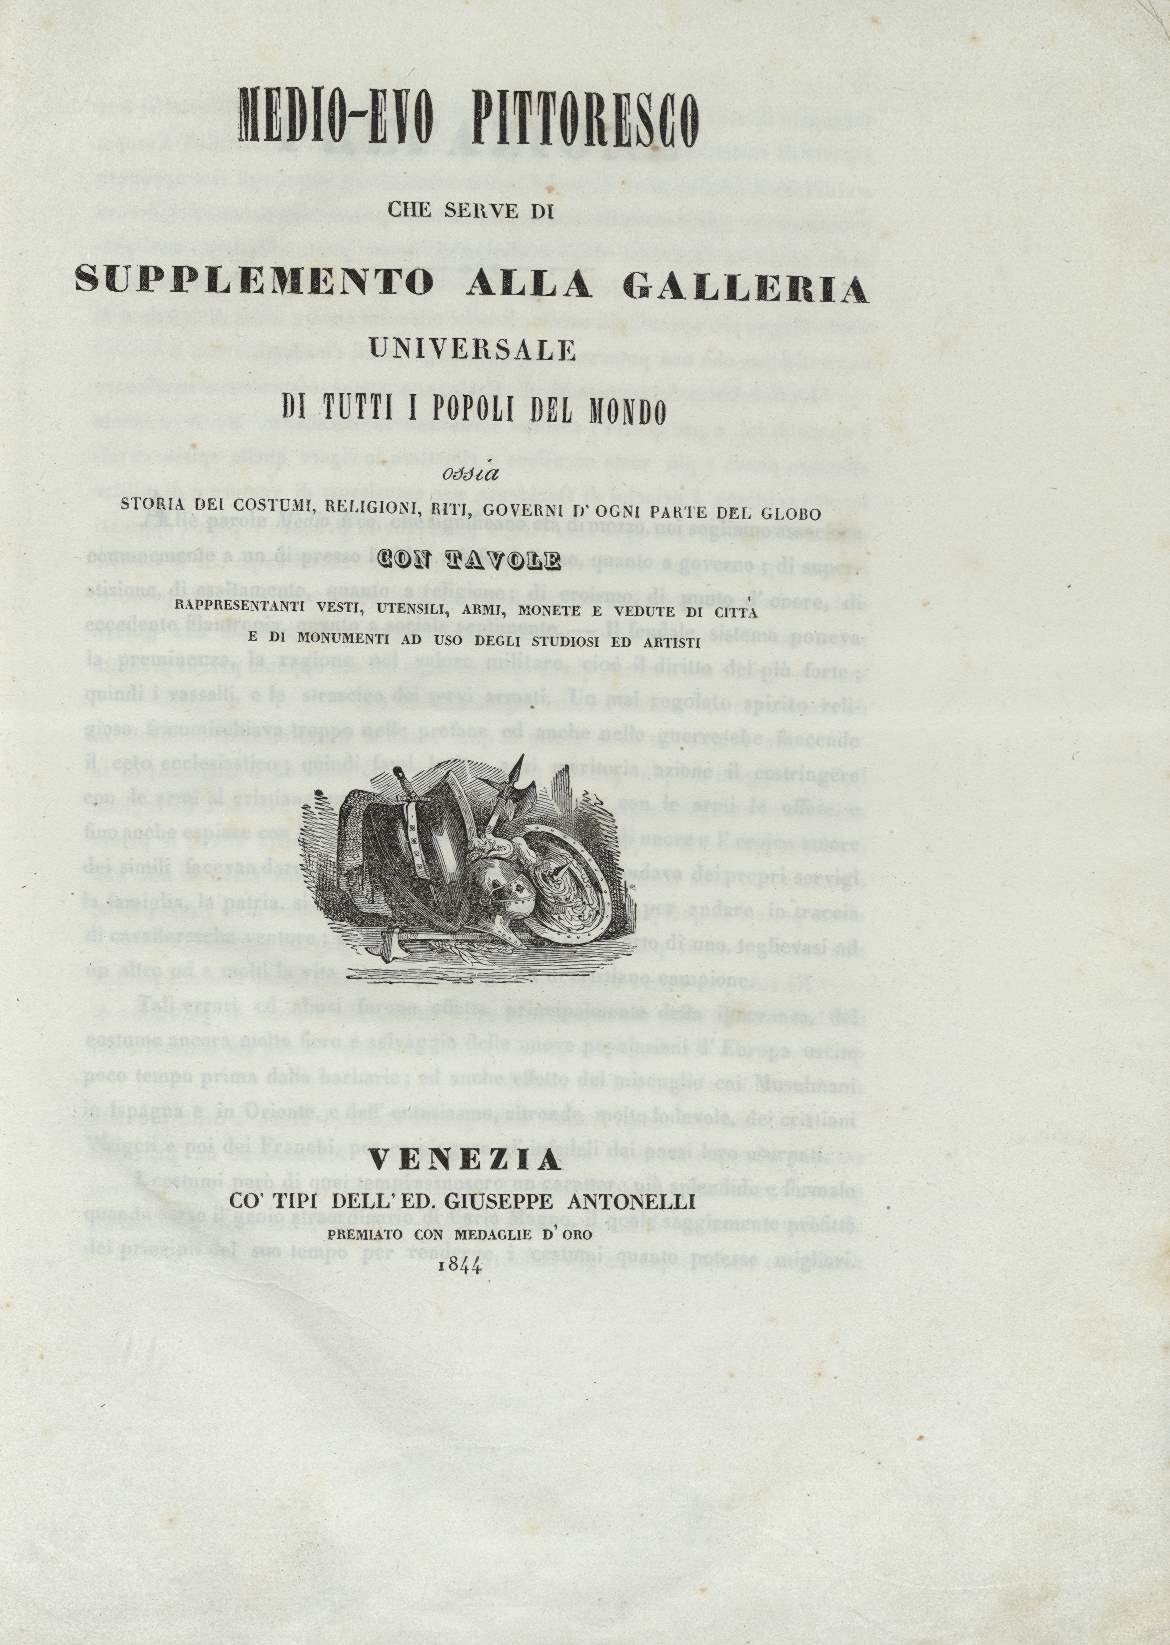 MEDIO-EVO PITTORESCO
CHE SERVE DI
SUPPLEMENTO ALLA GALLERIA
UNIVERSALE
DI TUTTI I POPOLI DEL MONDO
ossia
STORIA DEI COSTUMI, RELIGIONI, RITI, GOVERNI D' OGNI PARTE DEL GLOBO
CON TAVOLE
RAPPRESENTANTI VESTI, UTENSILI, ARMI, MONETE E VEDUTE DI CITTÀ
E DI MONUMENTI AD USO DEGLI STUDIOSI ED ARTISTI
VENEZIA
CO' TIPI DELL' ED. GIUSEPPE ANTONELLI
PREMIATO CON MEDAGLIE D' ORO
1844